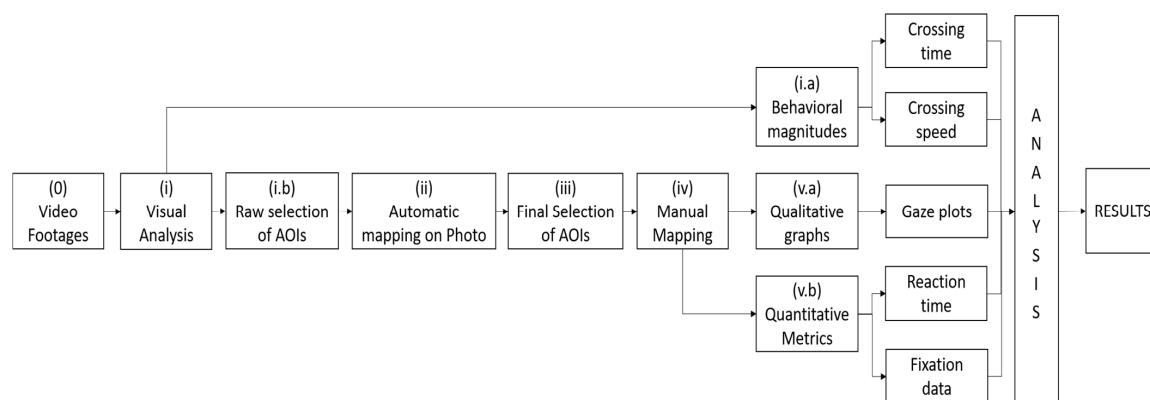 Crossing
time
(i.a)
Behavioral
magnitudes
Crossing
speed
(0)
Video
Footages
(i)
Visual
Analysis
(i.b)
Raw selection
of AOIs
(ii)
Automatic
mapping on Photo
(iii)
Final Selection
of AOIs
(iv)
Manual
Mapping
(v.a)
Qualitative
graphs
Gaze plots
(v.b)
Quantitative
Metrics
Reaction
time
Fixation
data
A
N
A
L
Y
S
I
S
RESULTS